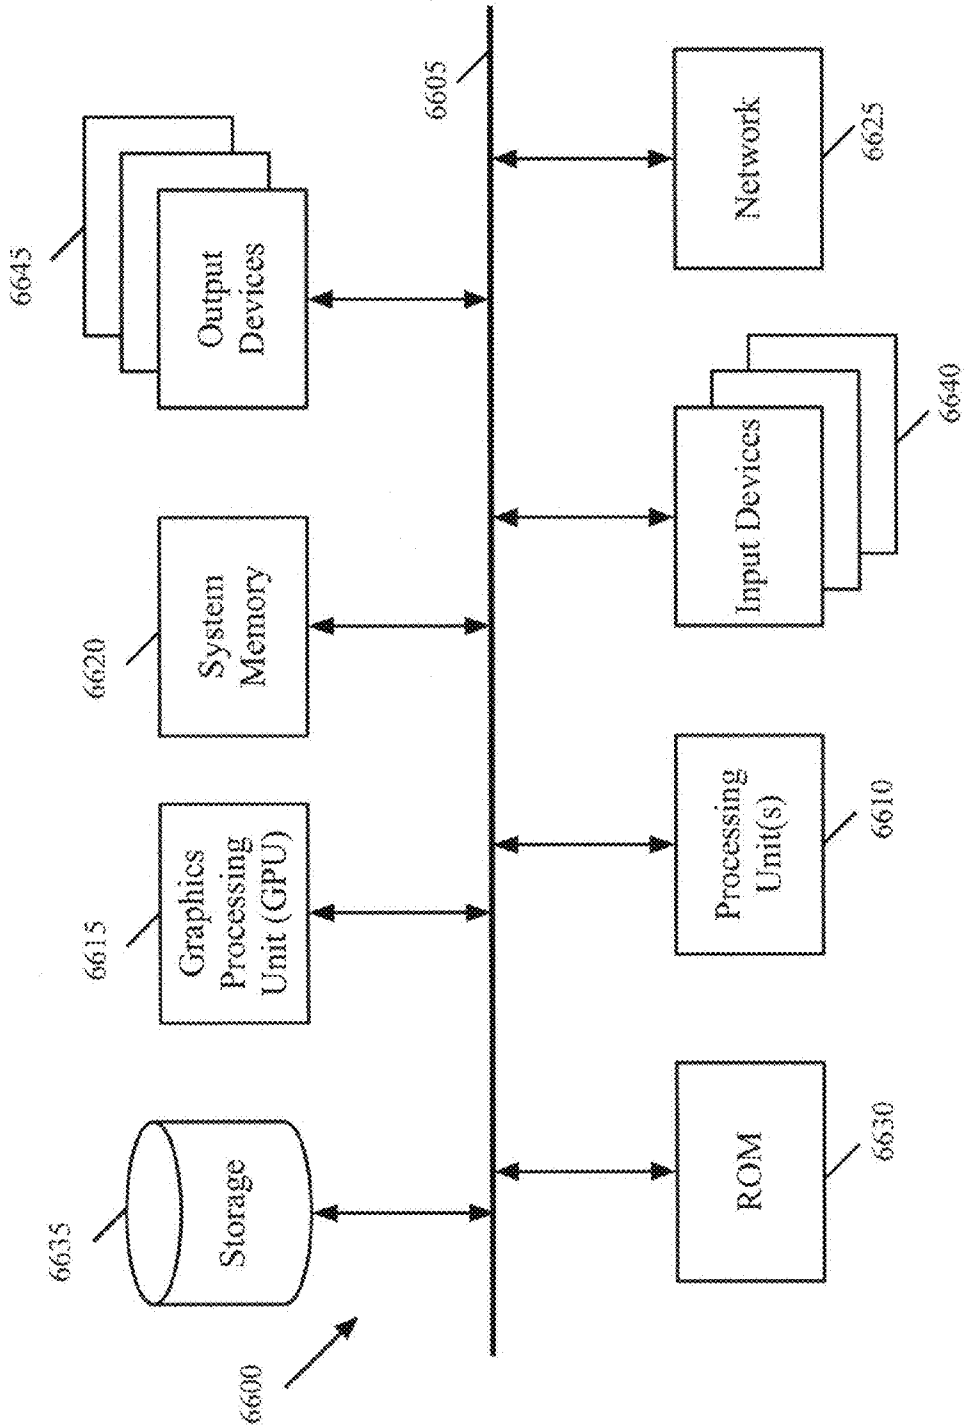 6600
6635
Storage
6615
Graphics
Processing
Unit (GPU)
6620
System
Memory
6645
Output
Devices
6605
ROM
6630
Processing
Unit(s)
6610
Input Devices
6640
Network
6625